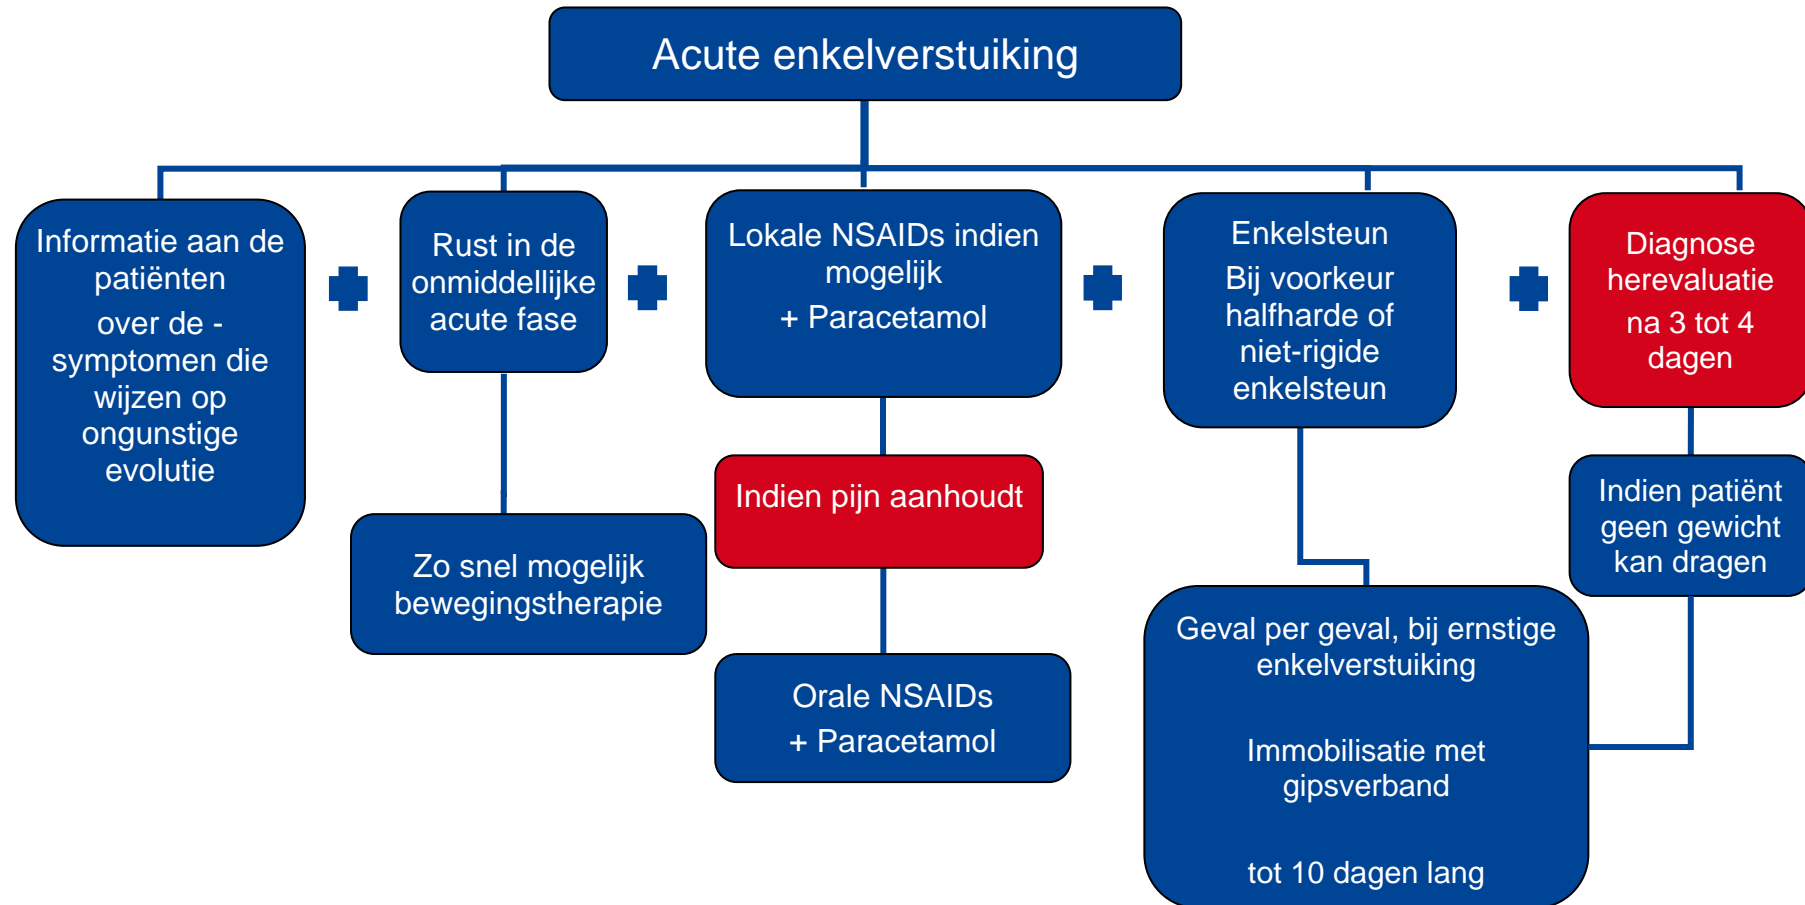 Acute enkelverstuiking
Informatie aan de
patiënten
over de -
symptomen die
wijzen op
ongunstige
evolutie
Rust in de
onmiddellijke
acute fase
Lokale NSAIDs indien
mogelijk
+ Paracetamol
Enkelsteun
Bij voorkeur
halfharde of
niet-rigide
enkelsteun
Diagnose
herevaluatie
na 3 tot 4
dagen
Zo snel mogelijk
bewegingstherapie
Indien pijn aanhoudt
Orale NSAIDs
+ Paracetamol
Indien patiënt
geen gewicht
kan dragen
Geval per geval, bij ernstige
enkelverstuiking
Immobilisatie met
gipsverband
tot 10 dagen lang